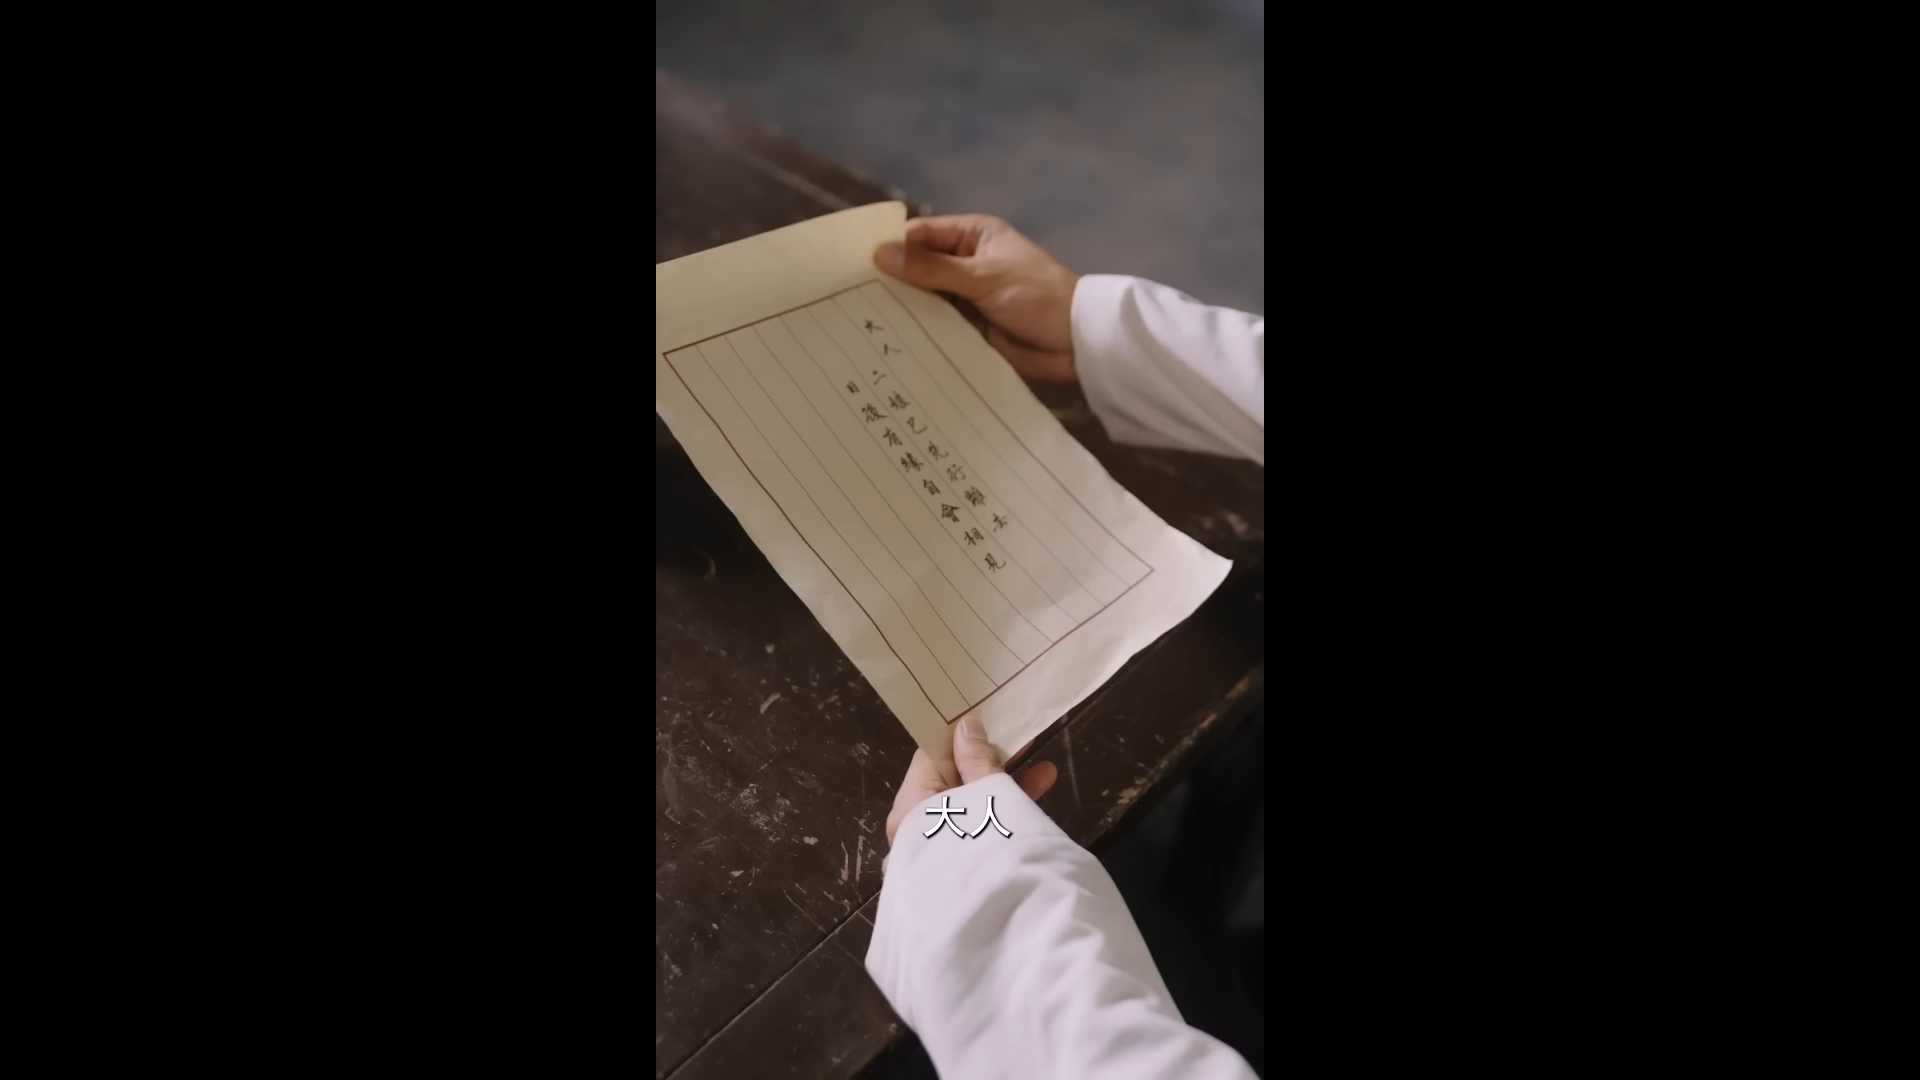 大人
二娘已先行離去
日後有緣自會相見
大人